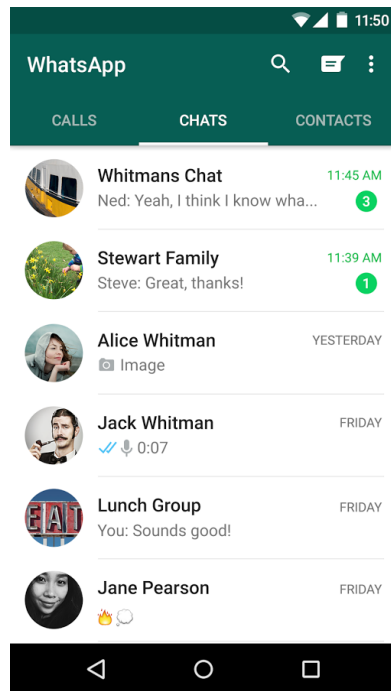 11:50
WhatsApp
CALLS CHATS CONTACTS
Whitmans Chat 11:45 AM
Ned: Yeah, I think I know wha... 3
Stewart Family 11:39 AM
Steve: Great, thanks! 1
Alice Whitman YESTERDAY
Image
Jack Whitman FRIDAY
0:07
EAT
Lunch Group FRIDAY
You: Sounds good!
Jane Pearson FRIDAY
🔥💭